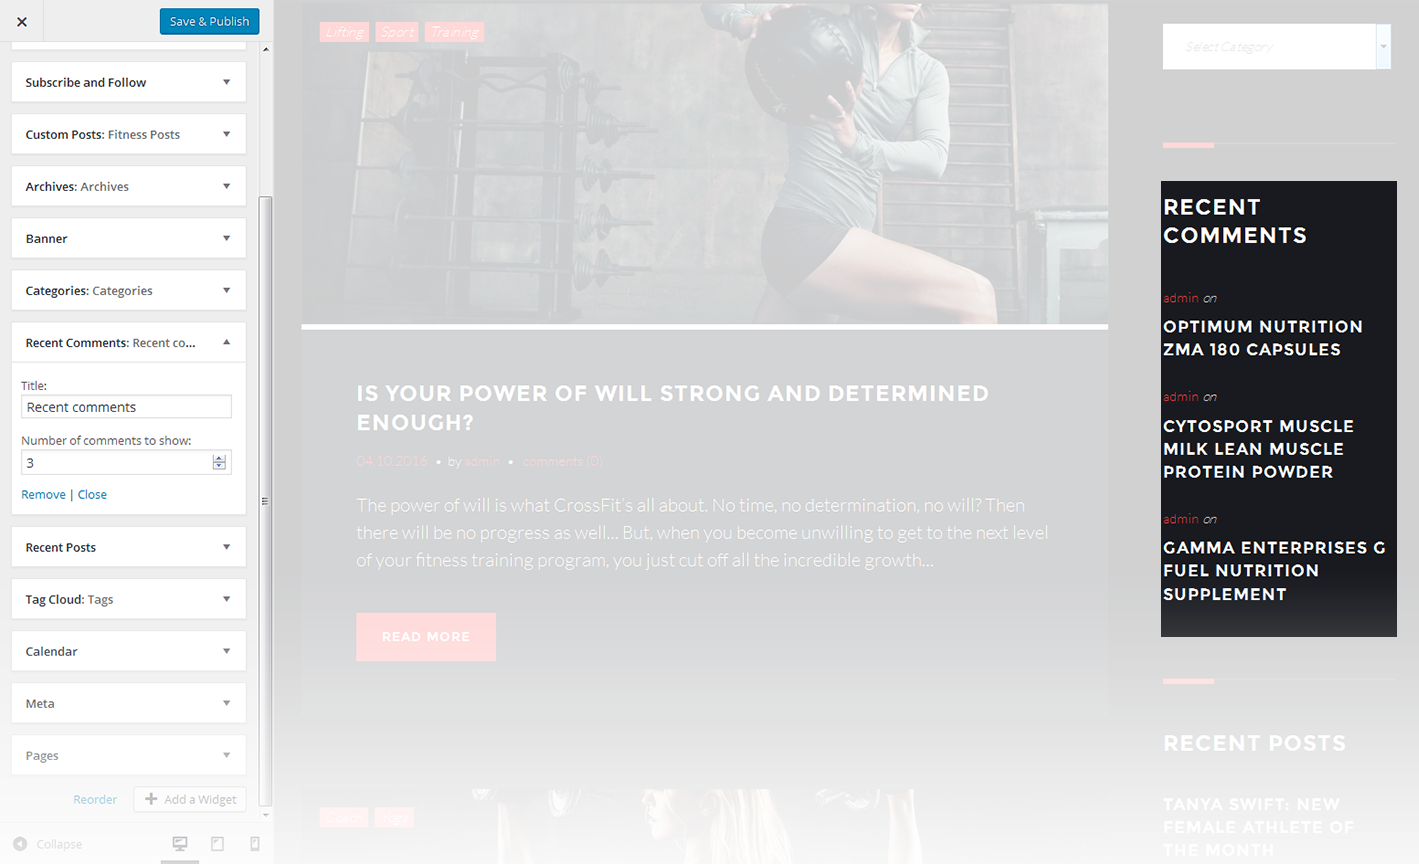 Save & Publish
Subscribe and Follow
Custom Posts: Fitness Posts
Archives: Archives
Banner
Categories: Categories
Recent Comments: Recent co...
Title:
Recent comments
Number of comments to show:
3
Remove | Close
Recent Posts
Tag Cloud: Tags
Calendar
Meta
Pages
Reorder
Add a Widget
Collapse
Lifting Sport Training
IS YOUR POWER OF WILL STRONG AND DETERMINED
ENOUGH?
04.10.2016 • by admin • comments (0)
The power of will is what CrossFit's all about. No time, no determination, no will? Then
there will be no progress as well... But, when you become unwilling to get to the next level
of your fitness training program, you just cut off all the incredible growth...
READ MORE
Select Category
RECENT
COMMENTS
admin on
OPTIMUM NUTRITION
ZMA 180 CAPSULES
admin on
CYTOSPORT MUSCLE
MILK LEAN MUSCLE
PROTEIN POWDER
admin on
GAMMA ENTERPRISES G
FUEL NUTRITION
SUPPLEMENT
RECENT POSTS
TANYA SWIFT: NEW
FEMALE ATHLETE OF
THE MONTH